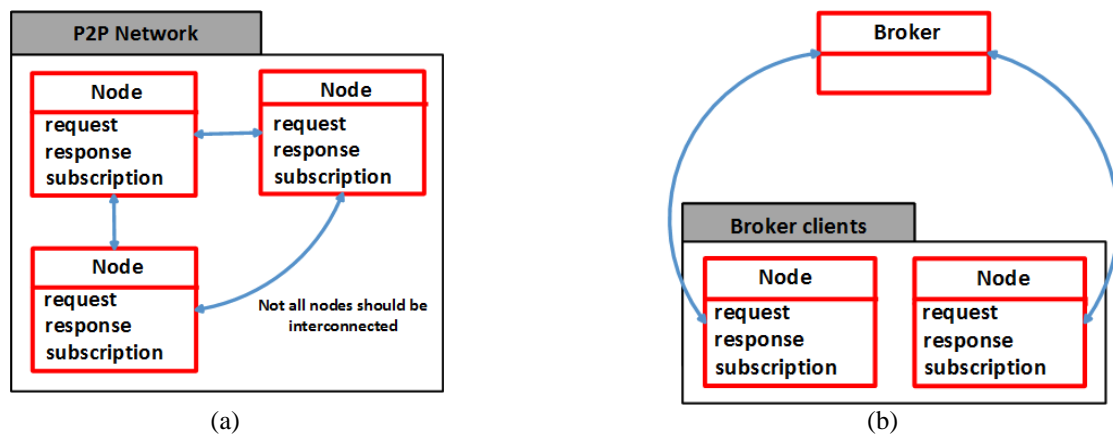 P2P Network
Node
request
response
subscription
Node
request
response
subscription
Node
request
response
subscription
Not all nodes should be
interconnected
(a)
Broker
Broker clients
Node
request
response
subscription
Node
request
response
subscription
(b)